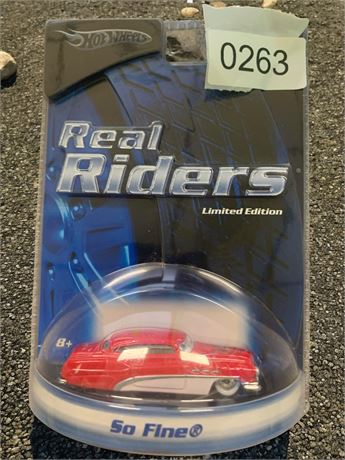 HOT WHEELS
0263
Real
Riders
Limited Edition
8+
So Fine®